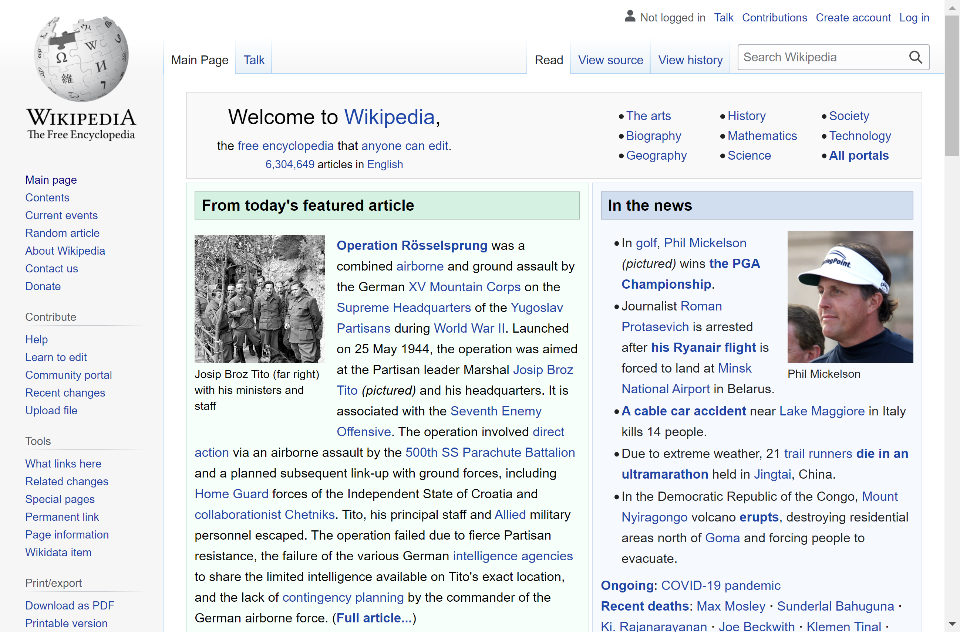 Not logged in Talk Contributions Create account Log in
Main Page Talk Read View source View history Search Wikipedia
WIKIPEDIA
The Free Encyclopedia
Main page
Contents
Current events
Random article
About Wikipedia
Contact us
Donate
Contribute
Help
Learn to edit
Community portal
Recent changes
Upload file
Tools
What links here
Related changes
Special pages
Permanent link
Page information
Wikidata item
Print/export
Download as PDF
Printable version
Welcome to Wikipedia,
the free encyclopedia that anyone can edit.
6,304,649 articles in English
The arts
Biography
Geography
History
Mathematics
Science
Society
Technology
All portals
From today's featured article
Josip Broz Tito (far right)
with his ministers and
staff
Operation Rösselsprung was a
combined airborne and ground assault by
the German XV Mountain Corps on the
Supreme Headquarters of the Yugoslav
Partisans during World War II. Launched
on 25 May 1944, the operation was aimed
at the Partisan leader Marshal Josip Broz
Tito (pictured) and his headquarters. It is
associated with the Seventh Enemy
Offensive. The operation involved direct
action via an airborne assault by the 500th SS Parachute Battalion
and a planned subsequent link-up with ground forces, including
Home Guard forces of the Independent State of Croatia and
collaborationist Chetniks. Tito, his principal staff and Allied military
personnel escaped. The operation failed due to fierce Partisan
resistance, the failure of the various German intelligence agencies
to share the limited intelligence available on Tito's exact location,
and the lack of contingency planning by the commander of the
German airborne force. (Full article...)
In the news
In golf, Phil Mickelson
(pictured) wins the PGA
Championship.
Journalist Roman
Protasevich is arrested
after his Ryanair flight is
forced to land at Minsk
National Airport in Belarus.
Phil Mickelson
A cable car accident near Lake Maggiore in Italy
kills 14 people.
Due to extreme weather, 21 trail runners die in an
ultramarathon held in Jingtai, China.
In the Democratic Republic of the Congo, Mount
Nyiragongo volcano erupts, destroying residential
areas north of Goma and forcing people to
evacuate.
Ongoing: COVID-19 pandemic
Recent deaths: Max Mosley · Sunderlal Bahuguna ·
Ki. Rajanarayanan · Joe Beckwith · Klemen Tinal ·